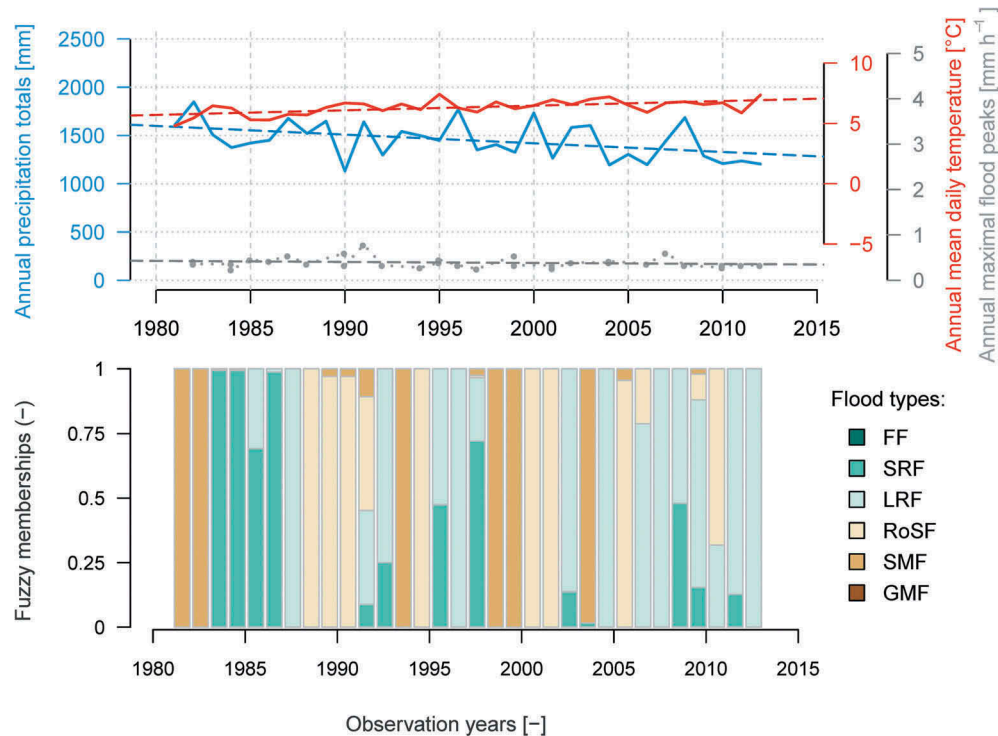 Annual precipitation totals [mm]
2500
2000
1500
1000
500
0
10
5
0
−5
Annual mean daily temperature [°C]
5
4
3
2
1
0
Annual maximal flood peaks [mm h⁻¹]
1980 1985 1990 1995 2000 2005 2010 2015
Fuzzy memberships (−)
1
0.75
0.5
0.25
0
1980 1985 1990 1995 2000 2005 2010 2015
Observation years [−]
Flood types:
FF
SRF
LRF
RoSF
SMF
GMF